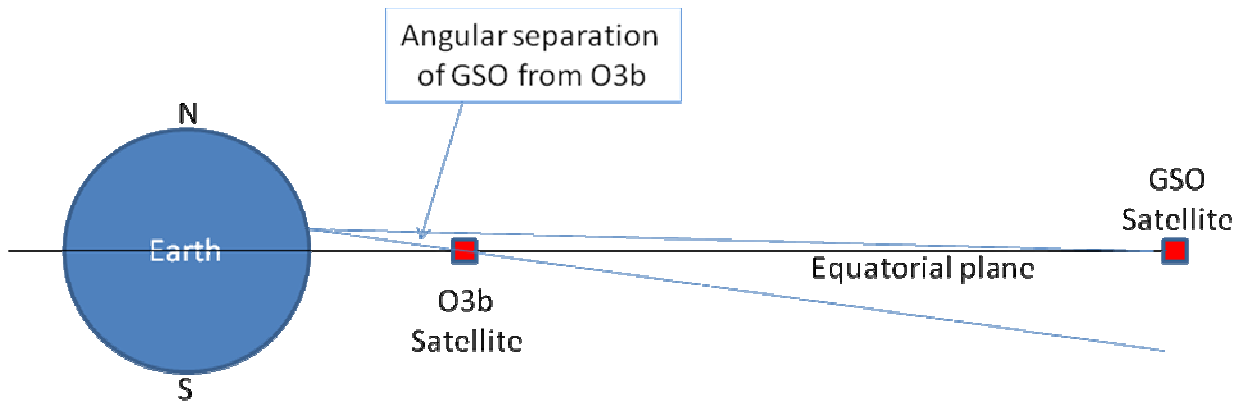 Angular separation
of GSO from O3b
N
GSO
Satellite
Earth
Equatorial plane
O3b
Satellite
S